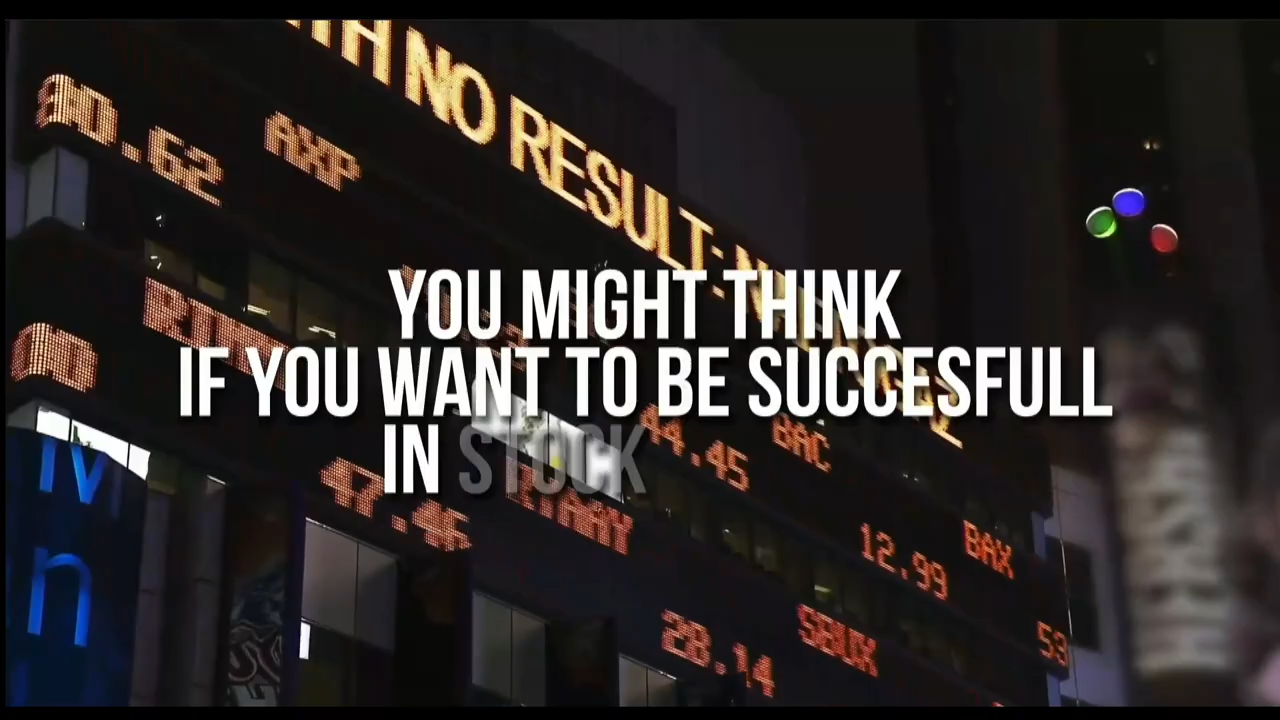 NO RESULT:
.62 AXP
YOU MIGHT THINK
IF YOU WANT TO BE SUCCESFULL
IN STOCK
44.45 BAC
47.45
12.99 BAX
28.14 SBUX
53